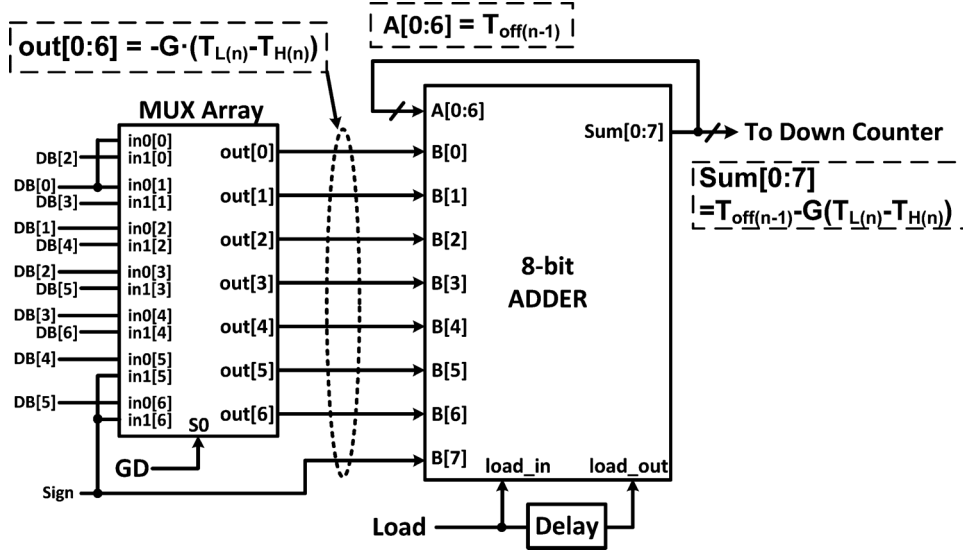 A[0:6] = Toff(n-1)
out[0:6] = -G·(TL(n)-TH(n))
MUX Array
in0[0]
DB[2] in1[0]
out[0]
DB[0] in0[1]
DB[3] in1[1]
out[1]
DB[1] in0[2]
DB[4] in1[2]
out[2]
DB[2] in0[3]
DB[5] in1[3]
out[3]
DB[3] in0[4]
DB[6] in1[4]
out[4]
DB[4] in0[5]
in1[5]
out[5]
DB[5] in0[6]
in1[6]
out[6]
S0
GD
Sign
A[0:6]
B[0]
B[1]
B[2]
B[3]
B[4]
B[5]
B[6]
B[7]
8-bit
ADDER
Sum[0:7]
load_in
load_out
To Down Counter
Sum[0:7]
=Toff(n-1)-G(TL(n)-TH(n))
Load
Delay